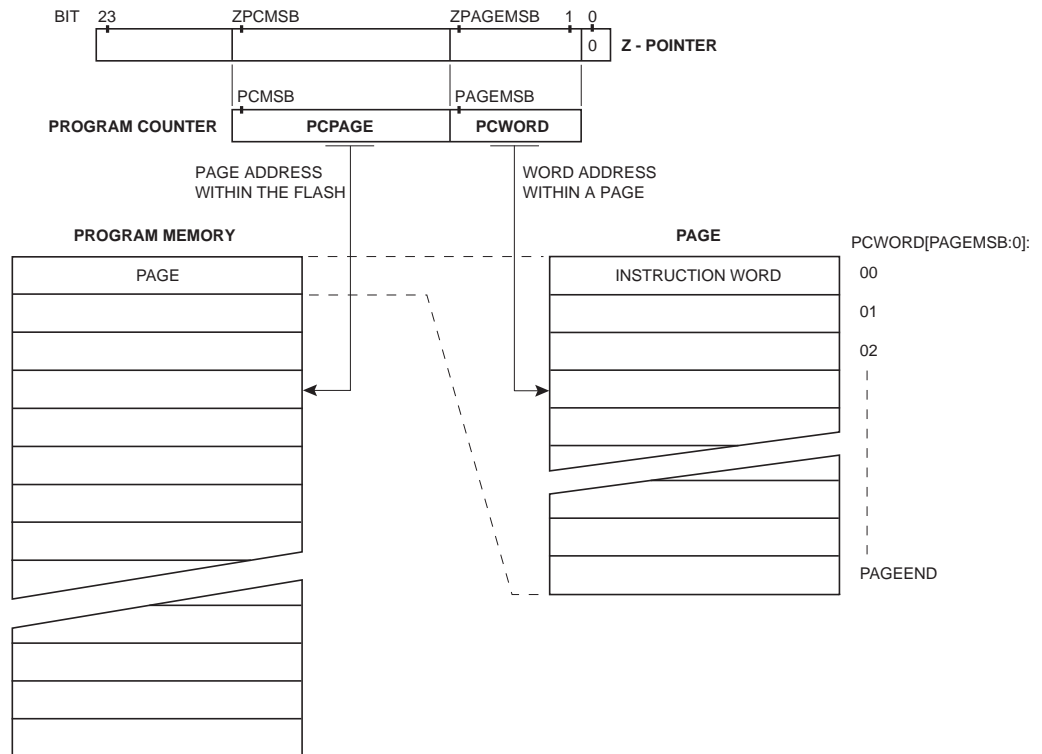 BIT 23 ZPCMSB ZPAGEMSB 1 0
0 Z - POINTER
PCMSB PAGEMSB
PROGRAM COUNTER PCPAGE PCWORD
PAGE ADDRESS
WITHIN THE FLASH
WORD ADDRESS
WITHIN A PAGE
PROGRAM MEMORY
PAGE
PAGE
PCWORD[PAGEMSB:0]:
INSTRUCTION WORD
00
01
02
PAGEEND